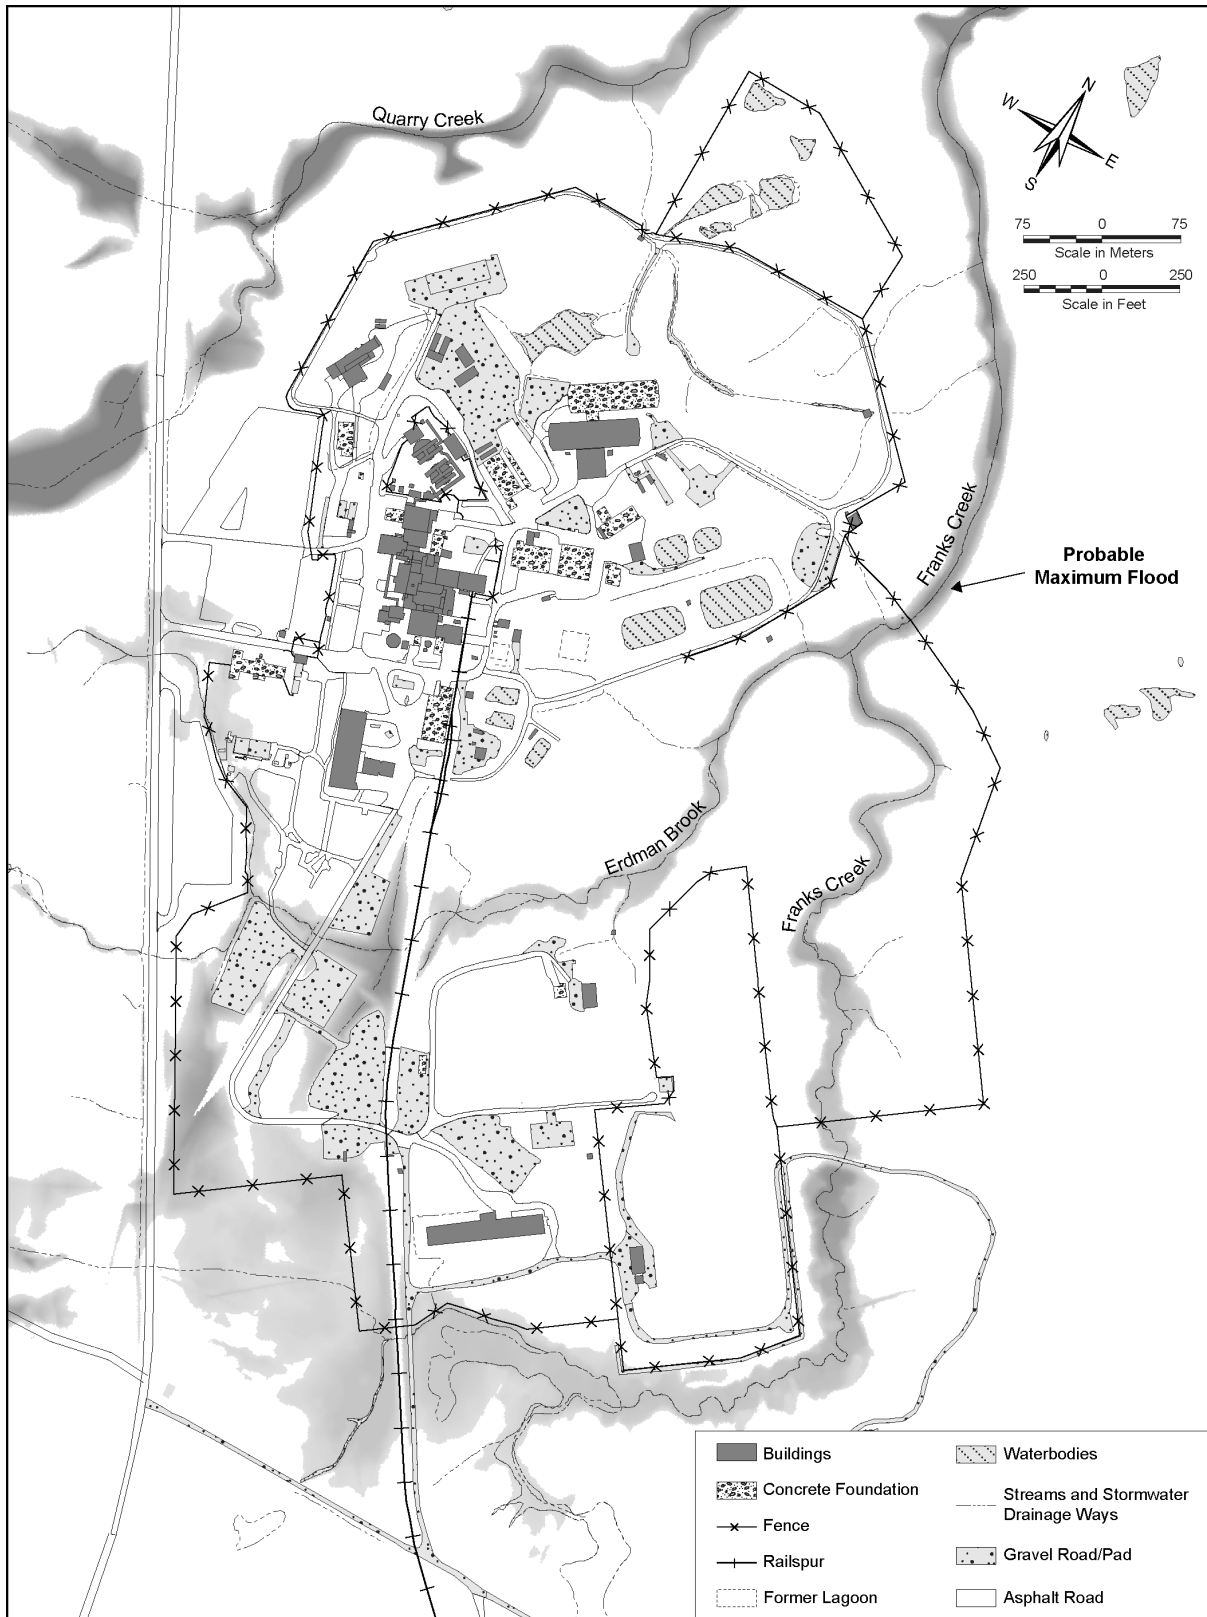 Quarry Creek
N
W
E
S
75 0 75
Scale in Meters
250 0 250
Scale in Feet
Franks Creek
Probable
Maximum Flood
Erdman Brook
Franks Creek
Buildings
Concrete Foundation
Fence
Railspur
Former Lagoon
Waterbodies
Streams and Stormwater
Drainage Ways
Gravel Road/Pad
Asphalt Road